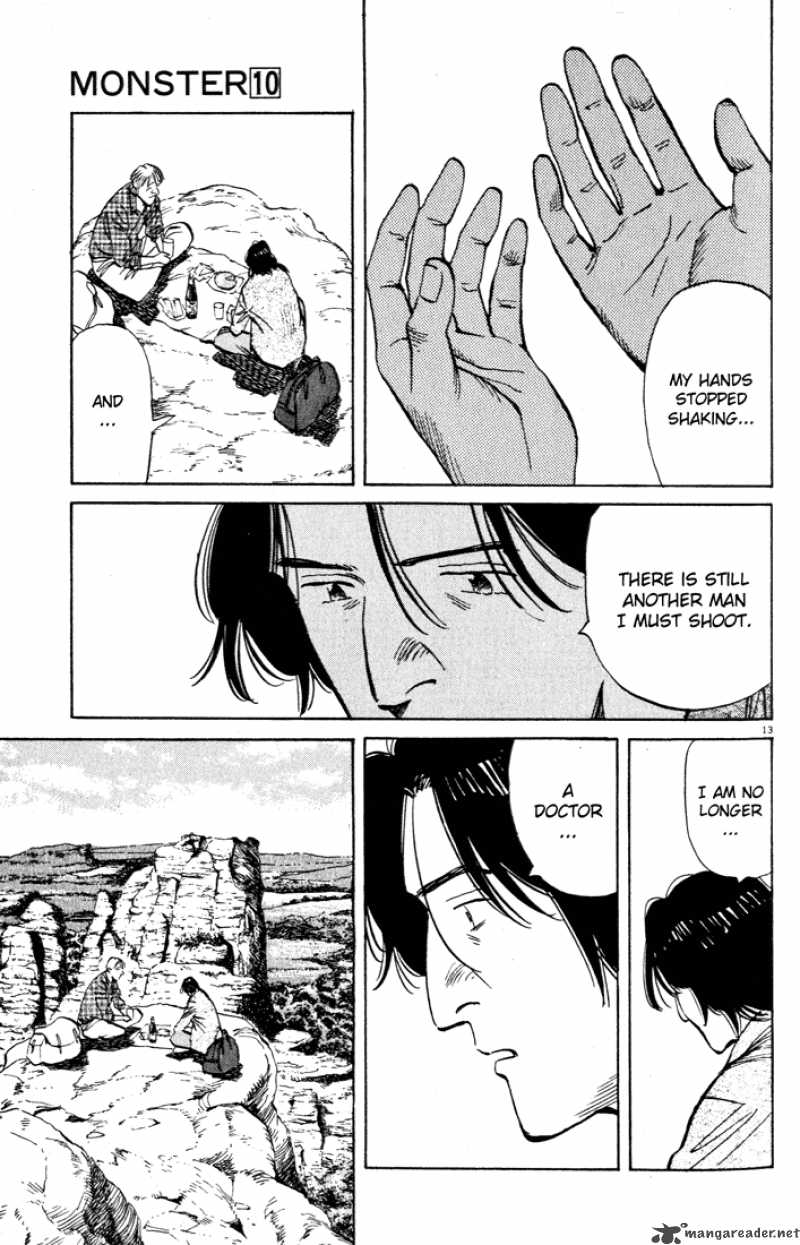 MONSTER 10
MY HANDS
STOPPED
SHAKING...
AND
...
THERE IS STILL
ANOTHER MAN
I MUST SHOOT.
13
I AM NO
LONGER
...
A
DOCTOR
...
mangareader.net